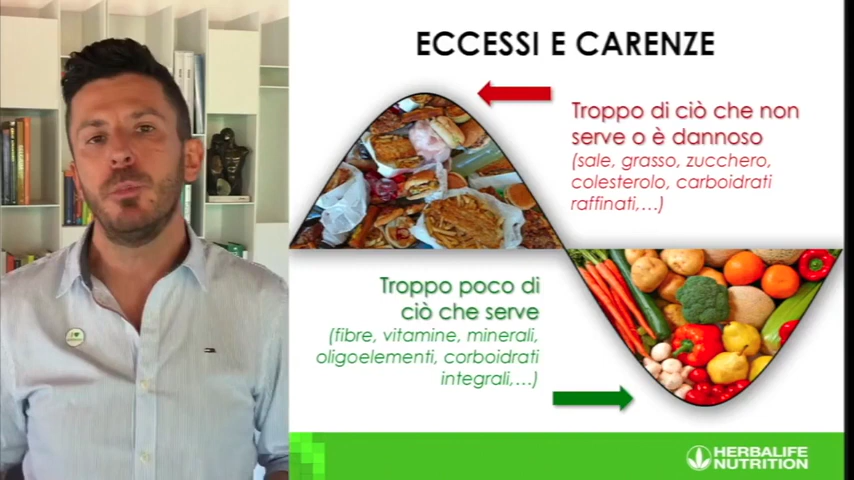 ECCESSI E CARENZE
Troppo di ciò che non
serve o è dannoso
(sale, grasso, zucchero,
colesterolo, carboidrati
raffinati,...)
Troppo poco di
ciò che serve
(fibre, vitamine, minerali,
oligoelementi, corboidrati
integrali,...)
HERBALIFE
NUTRITION